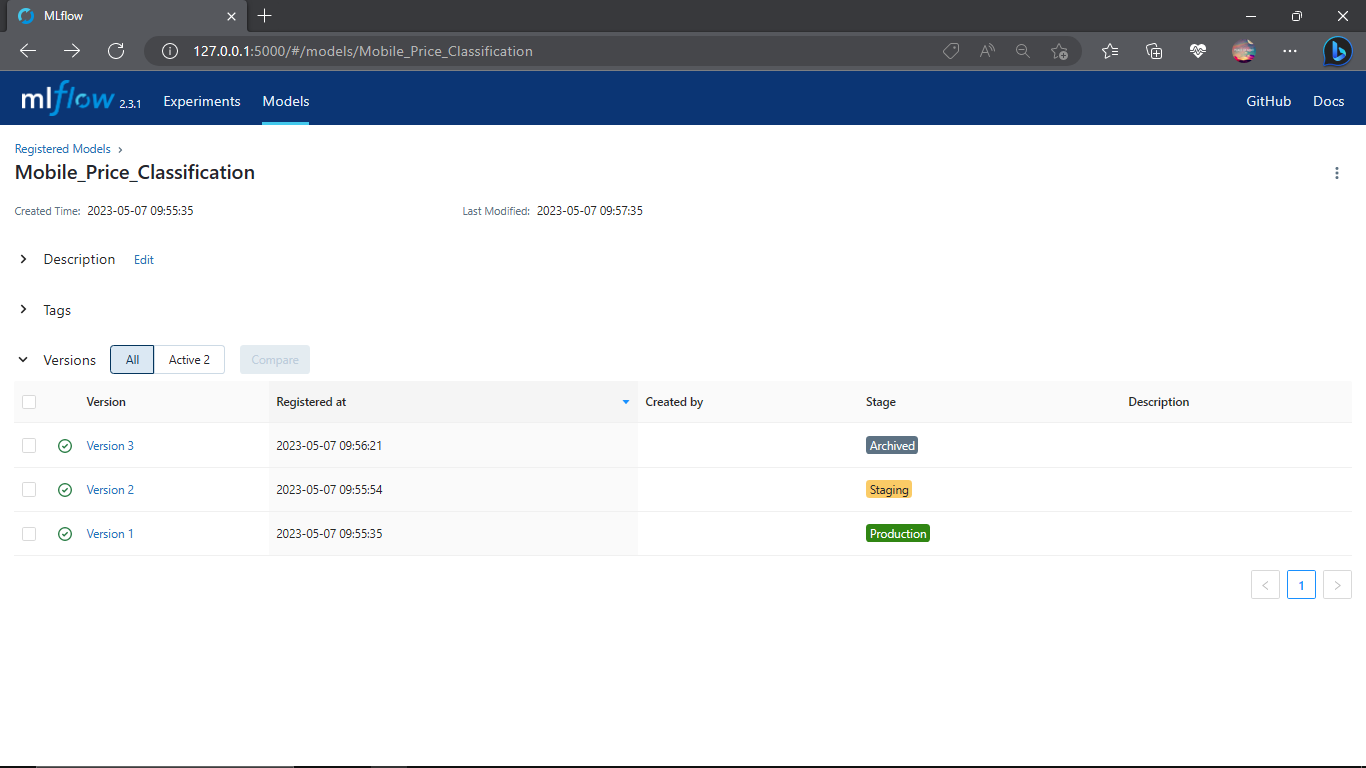 MLflow
127.0.0.1:5000/#/models/Mobile_Price_Classification
mlflow 2.3.1 Experiments Models GitHub Docs
Registered Models
Mobile_Price_Classification
Created Time: 2023-05-07 09:55:35 Last Modified: 2023-05-07 09:57:35
Description Edit
Tags
Versions All Active 2 Compare
Version Registered at Created by Stage Description
Version 3 2023-05-07 09:56:21 Archived
Version 2 2023-05-07 09:55:54 Staging
Version 1 2023-05-07 09:55:35 Production
< 1 >